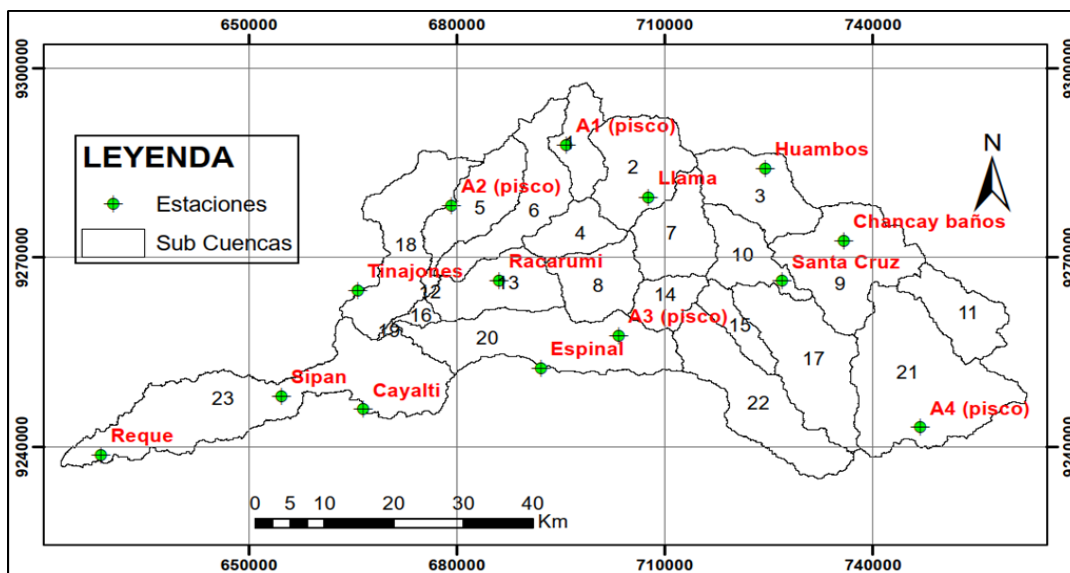 650000 680000 710000 740000
9300000 9300000
A1 (pisco)
1
N
LEYENDA
Estaciones
Sub Cuencas
2
Huambos
Llama
3
A2 (pisco)
5
6
Chancay baños
4
7
18
10
9270000 9270000
Tinajones
Racarumi
Santa Cruz
12
13
8
9
14
11
16
A3 (pisco)
15
19
20
Espinal
17
21
Sipan
Cayalti
23
22
A4 (pisco)
Reque
9240000 9240000
0 5 10 20 30 40
Km
650000 680000 710000 740000